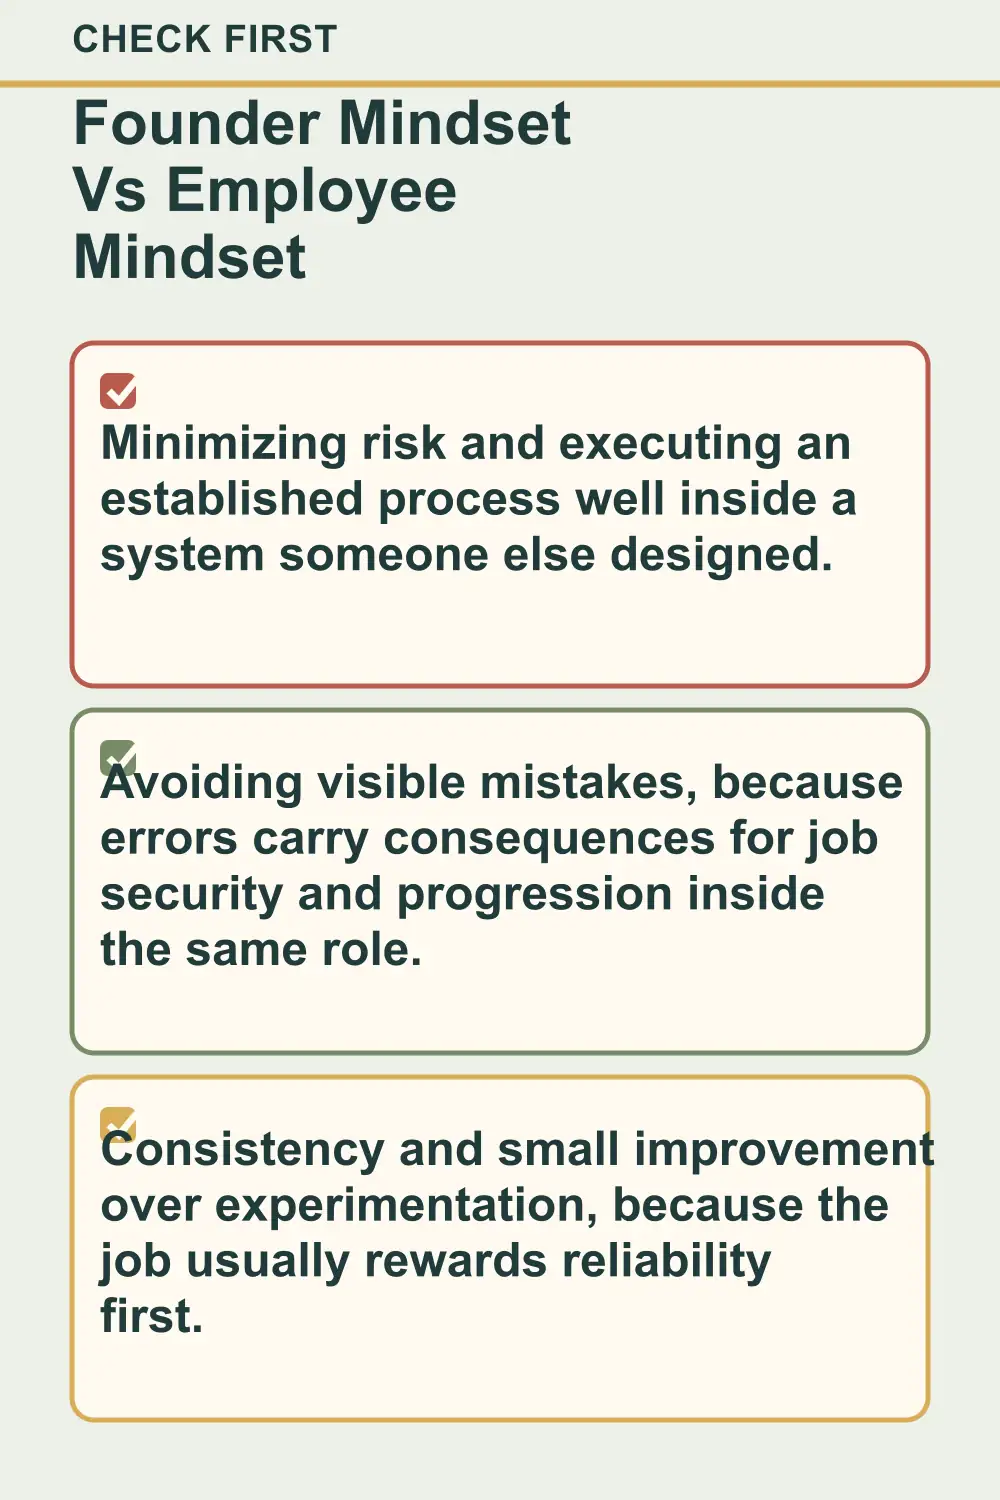 CHECK FIRST
Founder Mindset
Vs Employee
Mindset
Minimizing risk and executing an
established process well inside a
system someone else designed.
Avoiding visible mistakes, because
errors carry consequences for job
security and progression inside
the same role.
Consistency and small improvement
over experimentation, because the
job usually rewards reliability
first.